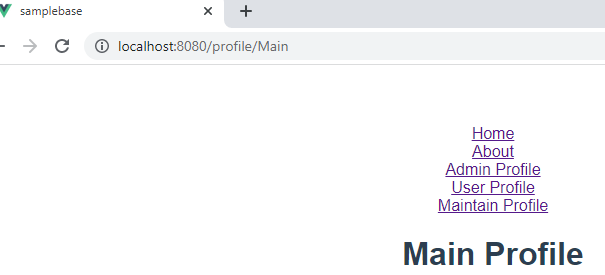 samplebase
localhost:8080/profile/Main
Home
About
Admin Profile
User Profile
Maintain Profile
Main Profile